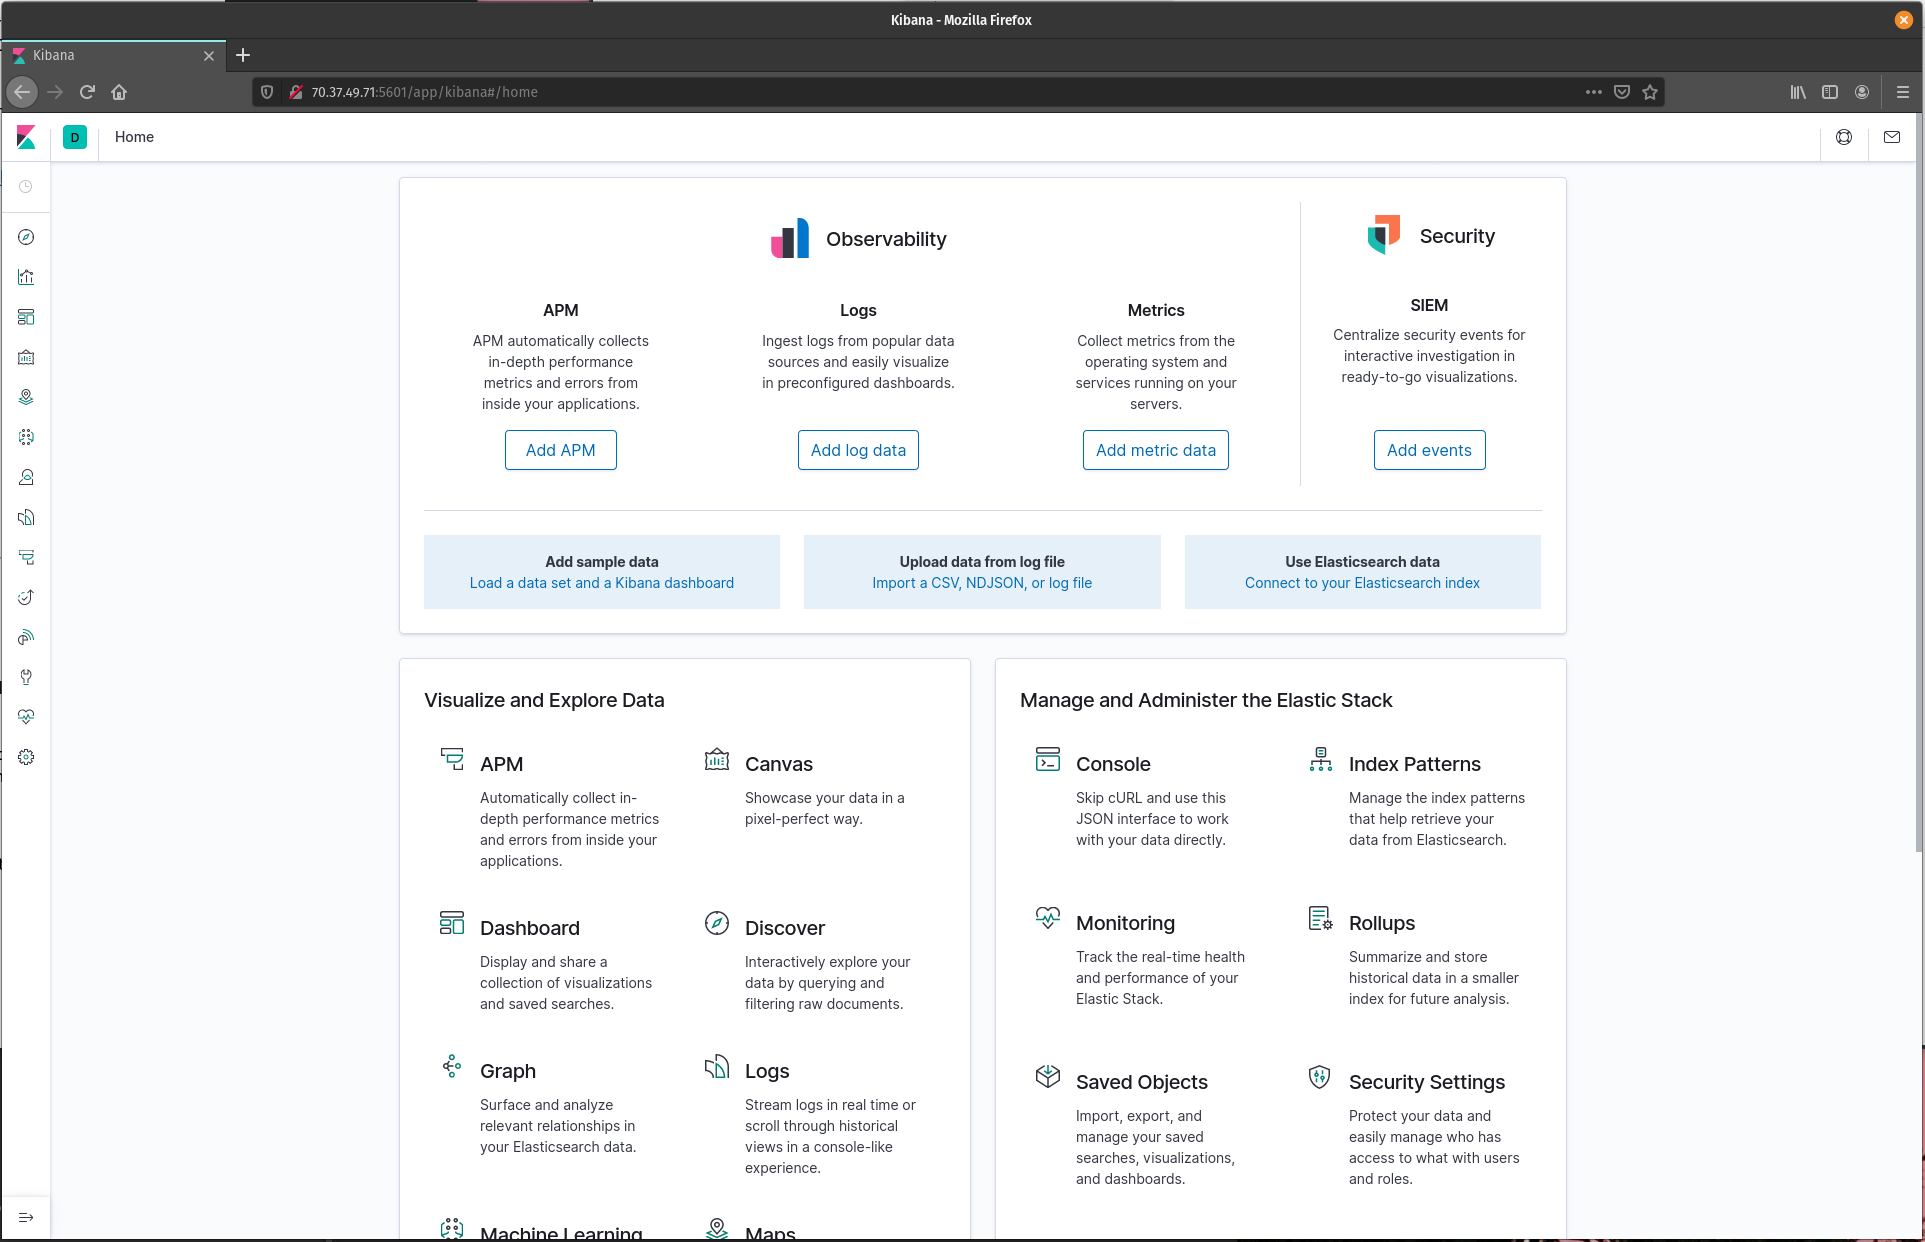 Kibana - Mozilla Firefox
Kibana
70.37.49.71:5601/app/kibana#/home
D
Home
Observability
Security
APM
APM automatically collects
in-depth performance
metrics and errors from
inside your applications.
Add APM
Logs
Ingest logs from popular data
sources and easily visualize
in preconfigured dashboards.
Add log data
Metrics
Collect metrics from the
operating system and
services running on your
servers.
Add metric data
SIEM
Centralize security events for
interactive investigation in
ready-to-go visualizations.
Add events
Add sample data
Load a data set and a Kibana dashboard
Upload data from log file
Import a CSV, NDJSON, or log file
Use Elasticsearch data
Connect to your Elasticsearch index
Visualize and Explore Data
APM
Automatically collect in-
depth performance metrics
and errors from inside your
applications.
Canvas
Showcase your data in a
pixel-perfect way.
Dashboard
Display and share a
collection of visualizations
and saved searches.
Discover
Interactively explore your
data by querying and
filtering raw documents.
Graph
Surface and analyze
relevant relationships in
your Elasticsearch data.
Logs
Stream logs in real time or
scroll through historical
views in a console-like
experience.
Machine Learning
Maps
Manage and Administer the Elastic Stack
Console
Skip cURL and use this
JSON interface to work
with your data directly.
Index Patterns
Manage the index patterns
that help retrieve your
data from Elasticsearch.
Monitoring
Track the real-time health
and performance of your
Elastic Stack.
Rollups
Summarize and store
historical data in a smaller
index for future analysis.
Saved Objects
Import, export, and
manage your saved
searches, visualizations,
and dashboards.
Security Settings
Protect your data and
easily manage who has
access to what with users
and roles.